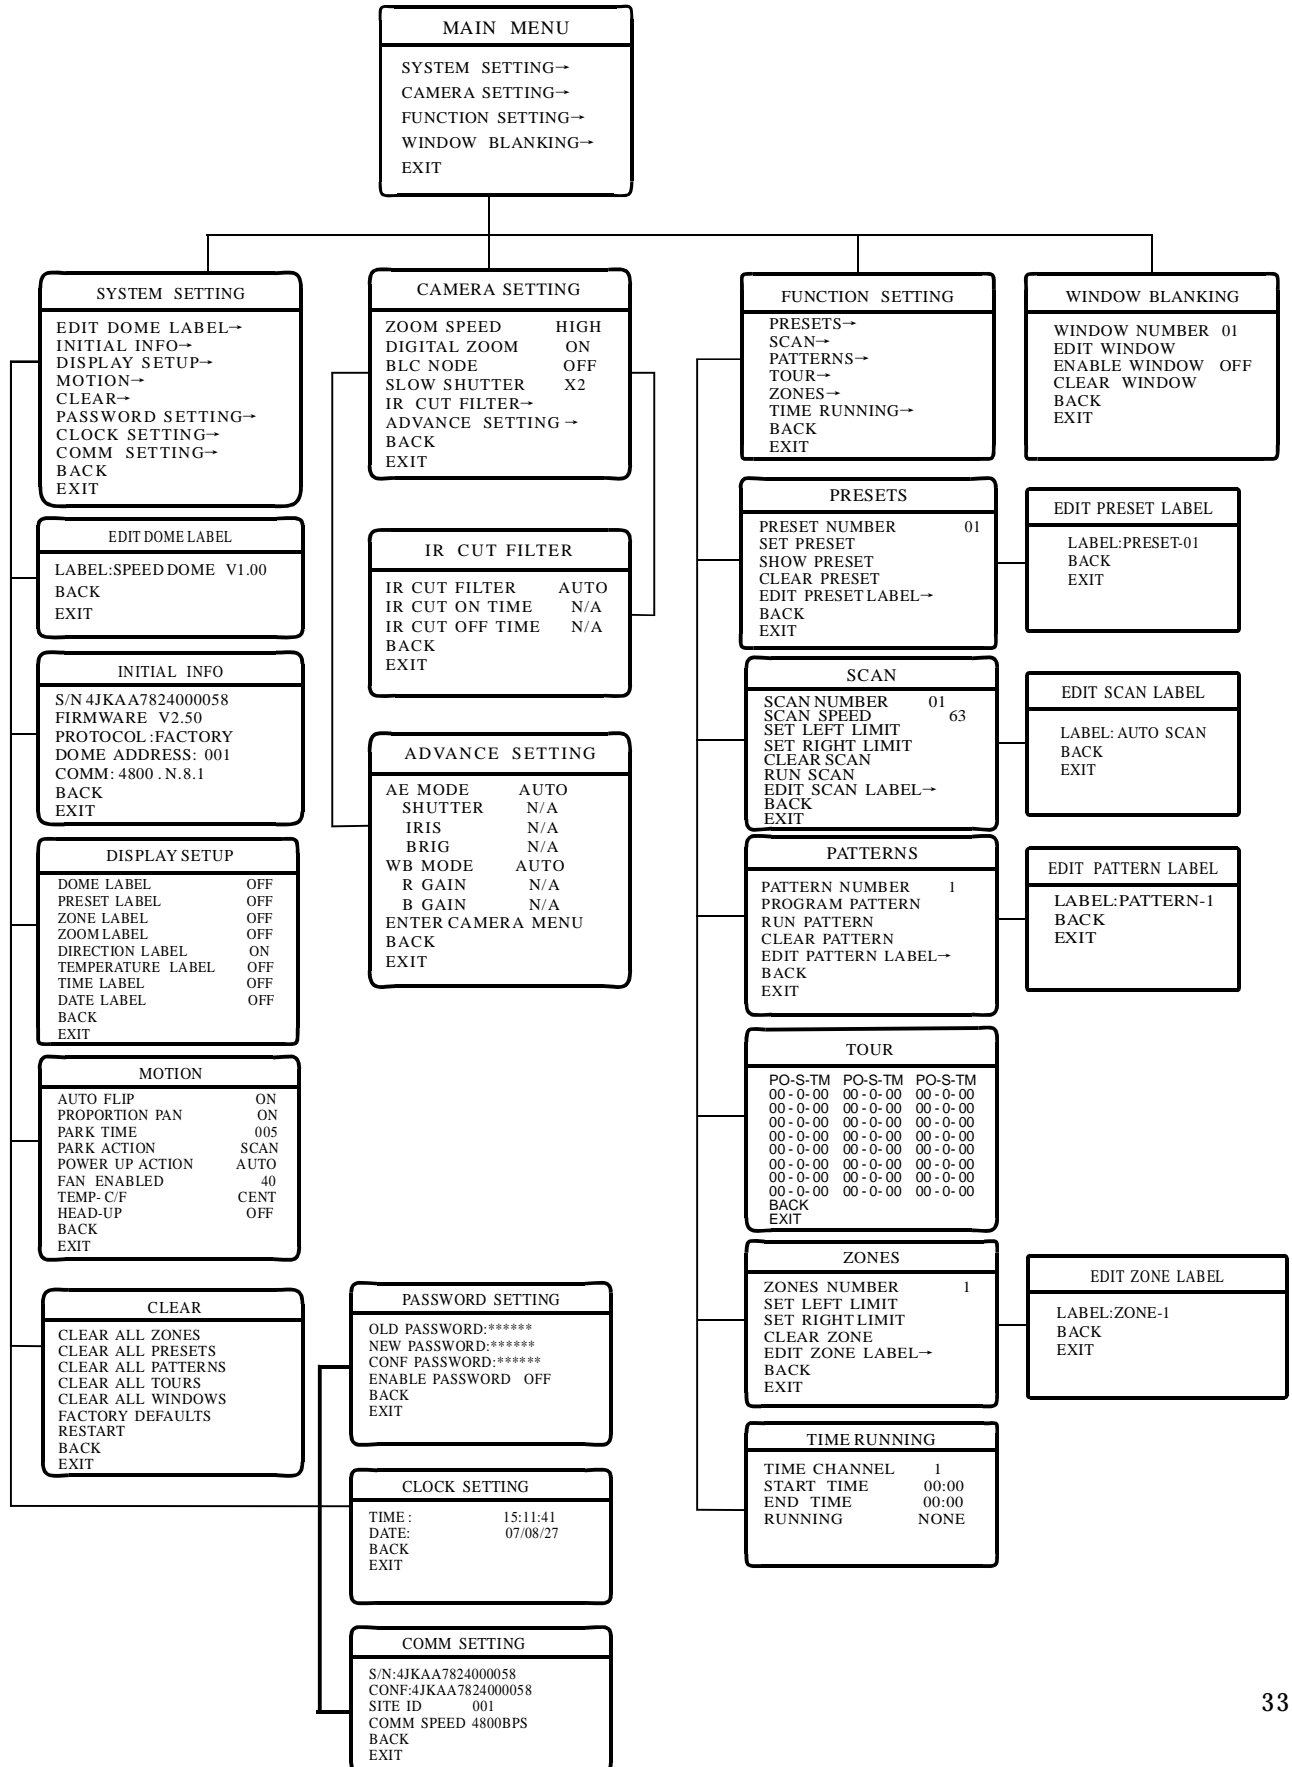 MAIN MENU
SYSTEM SETTING→
CAMERA SETTING→
FUNCTION SETTING→
WINDOW BLANKING→
EXIT
SYSTEM SETTING
EDIT DOME LABEL→
INITIAL INFO→
DISPLAY SETUP→
MOTION→
CLEAR→
PASSWORD SETTING→
CLOCK SETTING→
COMM SETTING→
BACK
EXIT
EDIT DOME LABEL
LABEL:SPEED DOME V1.00
BACK
EXIT
INITIAL INFO
S/N 4JKAA7824000058
FIRMWARE V2.50
PROTOCOL :FACTORY
DOME ADDRESS: 001
COMM: 4800 . N.8.1
BACK
EXIT
DISPLAY SETUP
DOME LABEL OFF
PRESET LABEL OFF
ZONE LABEL OFF
ZOOM LABEL OFF
DIRECTION LABEL ON
TEMPERATURE LABEL OFF
TIME LABEL OFF
DATE LABEL OFF
BACK
EXIT
MOTION
AUTO FLIP ON
PROPORTION PAN ON
PARK TIME 005
PARK ACTION SCAN
POWER UP ACTION AUTO
FAN ENABLED 40
TEMP- C/F CENT
HEAD-UP OFF
BACK
EXIT
CLEAR
CLEAR ALL ZONES
CLEAR ALL PRESETS
CLEAR ALL PATTERNS
CLEAR ALL TOURS
CLEAR ALL WINDOWS
FACTORY DEFAULTS
RESTART
BACK
EXIT
CAMERA SETTING
ZOOM SPEED HIGH
DIGITAL ZOOM ON
BLC NODE OFF
SLOW SHUTTER X2
IR CUT FILTER→
ADVANCE SETTING→
BACK
EXIT
IR CUT FILTER
IR CUT FILTER AUTO
IR CUT ON TIME N/A
IR CUT OFF TIME N/A
BACK
EXIT
ADVANCE SETTING
AE MODE AUTO
SHUTTER N/A
IRIS N/A
BRIG N/A
WB MODE AUTO
R GAIN N/A
B GAIN N/A
ENTER CAMERA MENU
BACK
EXIT
PASSWORD SETTING
OLD PASSWORD:******
NEW PASSWORD:******
CONF PASSWORD:******
ENABLE PASSWORD OFF
BACK
EXIT
CLOCK SETTING
TIME : 15:11:41
DATE: 07/08/27
BACK
EXIT
COMM SETTING
S/N:4JKAA7824000058
CONF:4JKAA7824000058
SITE ID 001
COMM SPEED 4800BPS
BACK
EXIT
FUNCTION SETTING
PRESETS→
SCAN→
PATTERNS→
TOUR→
ZONES→
TIME RUNNING→
BACK
EXIT
WINDOW BLANKING
WINDOW NUMBER 01
EDIT WINDOW
ENABLE WINDOW OFF
CLEAR WINDOW
BACK
EXIT
PRESETS
PRESET NUMBER 01
SET PRESET
SHOW PRESET
CLEAR PRESET
EDIT PRESET LABEL→
BACK
EXIT
EDIT PRESET LABEL
LABEL:PRESET-01
BACK
EXIT
SCAN
SCAN NUMBER 01
SCAN SPEED 63
SET LEFT LIMIT
SET RIGHT LIMIT
CLEAR SCAN
RUN SCAN
EDIT SCAN LABEL→
BACK
EXIT
EDIT SCAN LABEL
LABEL: AUTO SCAN
BACK
EXIT
PATTERNS
PATTERN NUMBER 1
PROGRAM PATTERN
RUN PATTERN
CLEAR PATTERN
EDIT PATTERN LABEL→
BACK
EXIT
EDIT PATTERN LABEL
LABEL:PATTERN-1
BACK
EXIT
TOUR
PO-S-TM PO-S-TM PO-S-TM
00 - 0- 00 00 - 0- 00 00 - 0- 00
00 - 0- 00 00 - 0- 00 00 - 0- 00
00 - 0- 00 00 - 0- 00 00 - 0- 00
00 - 0- 00 00 - 0- 00 00 - 0- 00
00 - 0- 00 00 - 0- 00 00 - 0- 00
00 - 0- 00 00 - 0- 00 00 - 0- 00
00 - 0- 00 00 - 0- 00 00 - 0- 00
00 - 0- 00 00 - 0- 00 00 - 0- 00
BACK
EXIT
ZONES
ZONES NUMBER 1
SET LEFT LIMIT
SET RIGHT LIMIT
CLEAR ZONE
EDIT ZONE LABEL→
BACK
EXIT
EDIT ZONE LABEL
LABEL:ZONE-1
BACK
EXIT
TIME RUNNING
TIME CHANNEL 1
START TIME 00:00
END TIME 00:00
RUNNING NONE
33